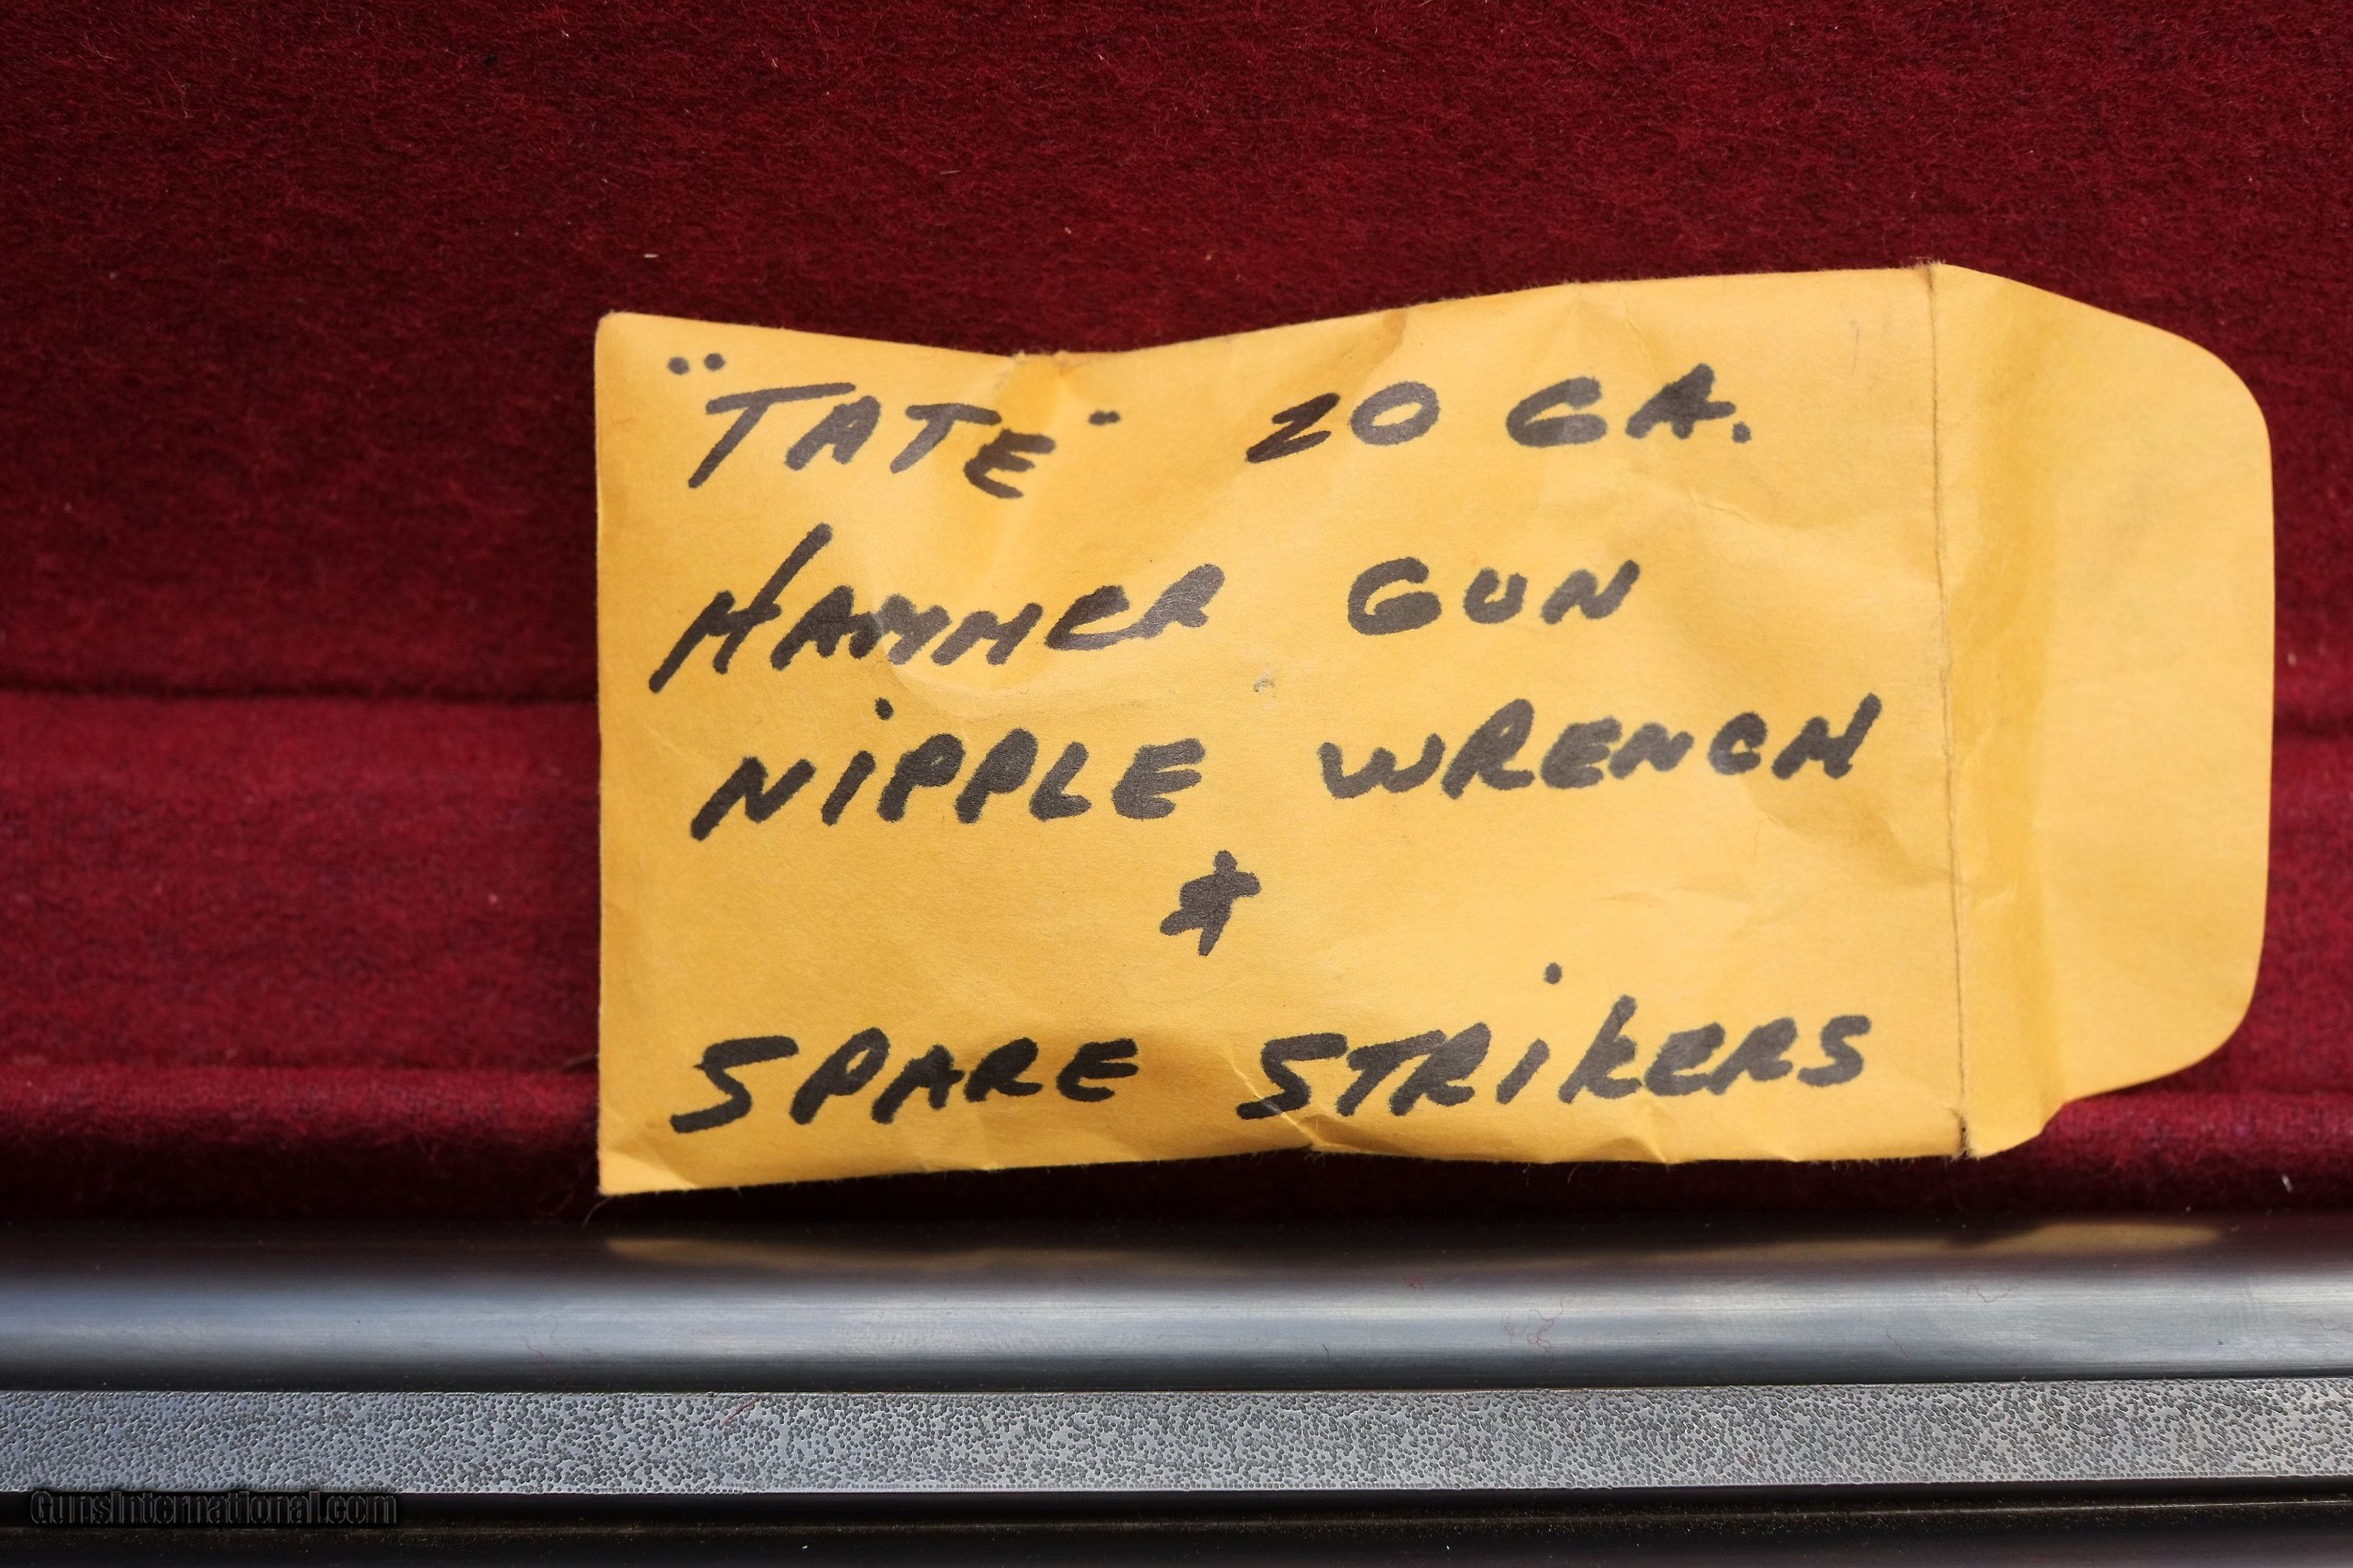 "TATE" 20 GA.
HAMMER GUN
NiPPLE WRENCH
&
SPARE STRiKERS
GunsInternational.com